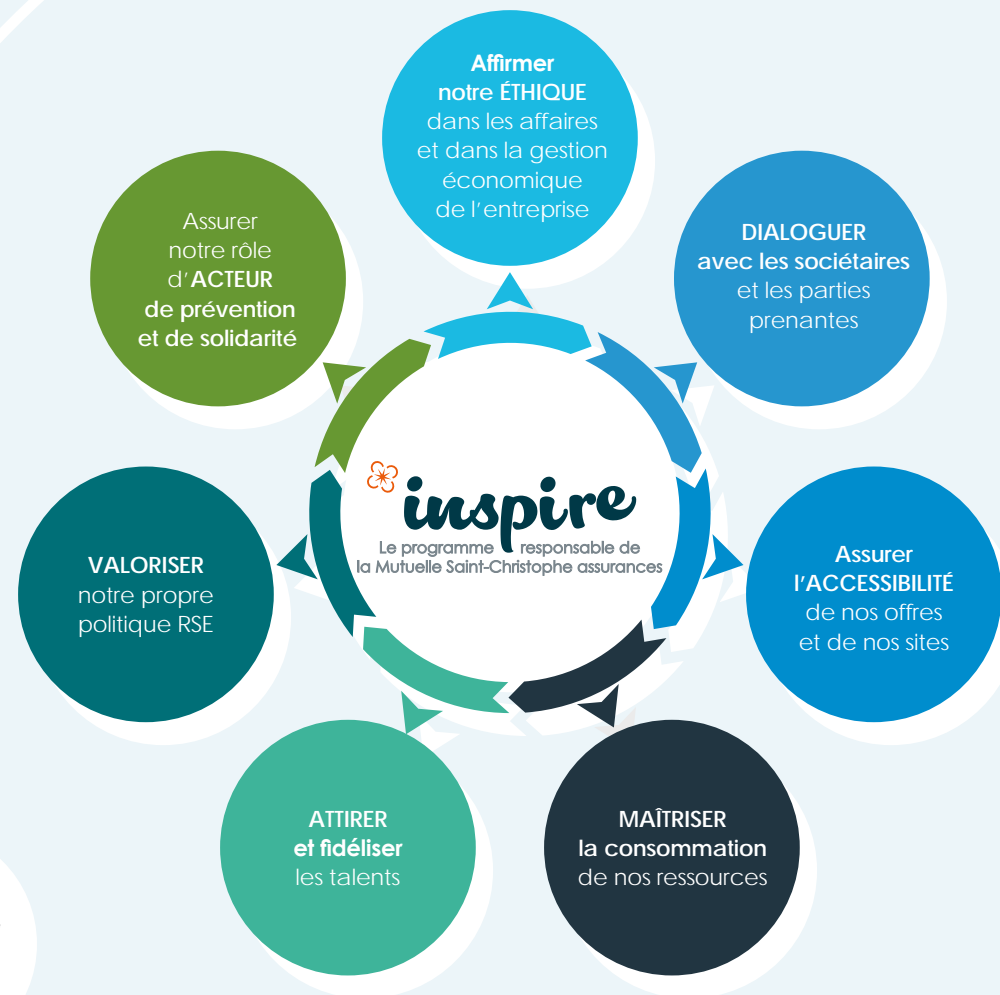 Affirmer
notre ÉTHIQUE
dans les affaires
et dans la gestion
économique
de l'entreprise
DIALOGUER
avec les sociétaires
et les parties
prenantes
Assurer
l'ACCESSIBILITÉ
de nos offres
et de nos sites
MAÎTRISER
la consommation
de nos ressources
ATTIRER
et fidéliser
les talents
VALORISER
notre propre
politique RSE
Assurer
notre rôle
d'ACTEUR
de prévention
et de solidarité
inspire
Le programme responsable de
la Mutuelle Saint-Christophe assurances